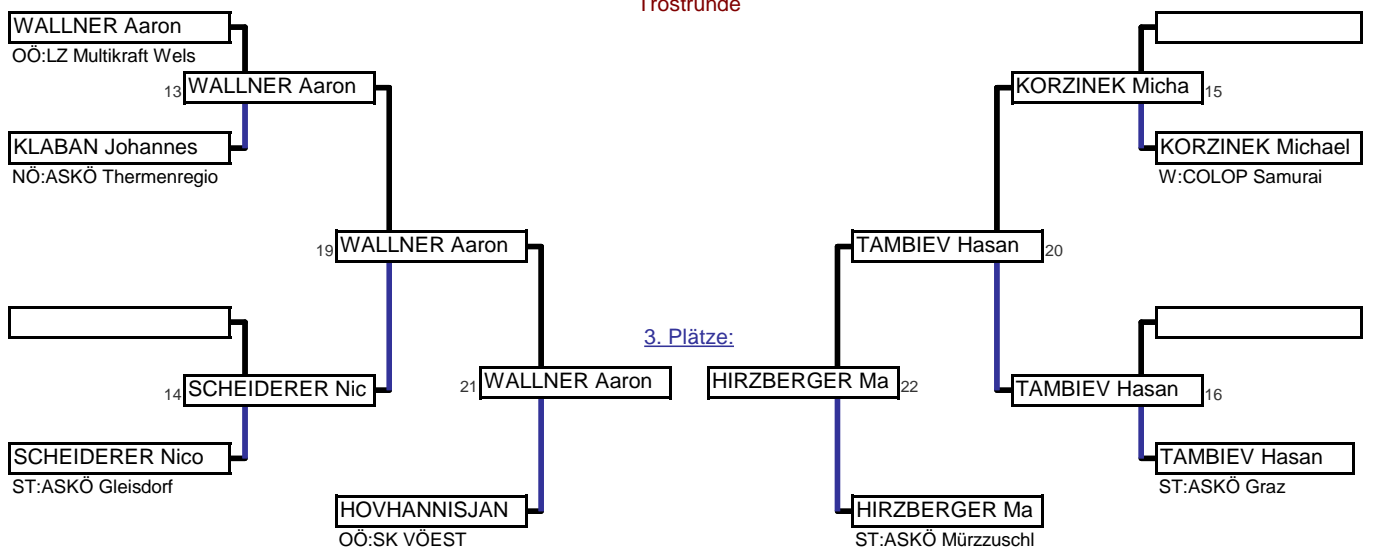 Trostrunde
WALLNER Aaron
OÖ:LZ Multikraft Wels
13 WALLNER Aaron
KORZINEK Micha 15
KLABAN Johannes
NÖ:ASKÖ Thermenregio
KORZINEK Michael
W:COLOP Samurai
19 WALLNER Aaron
TAMBIEV Hasan 20
3. Plätze:
14 SCHEIDERER Nic
21 WALLNER Aaron
HIRZBERGER Ma 22
TAMBIEV Hasan 16
SCHEIDERER Nico
ST:ASKÖ Gleisdorf
TAMBIEV Hasan
ST:ASKÖ Graz
HOVHANNISJAN
OÖ:SK VÖEST
HIRZBERGER Ma
ST:ASKÖ Mürzzuschl